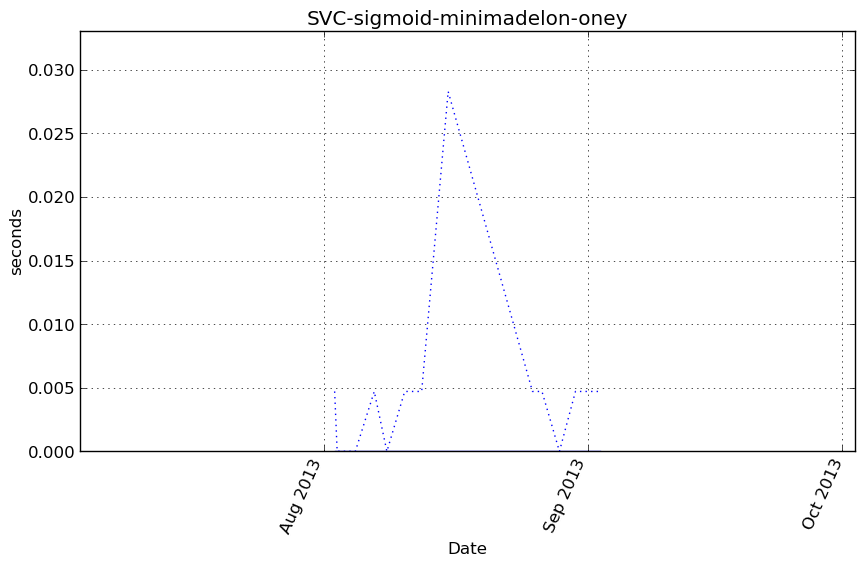 SVC-sigmoid-minimadelon-oney
0.030
0.025
0.020
0.015
0.010
0.005
0.000
seconds
Aug 2013
Sep 2013
Oct 2013
Date